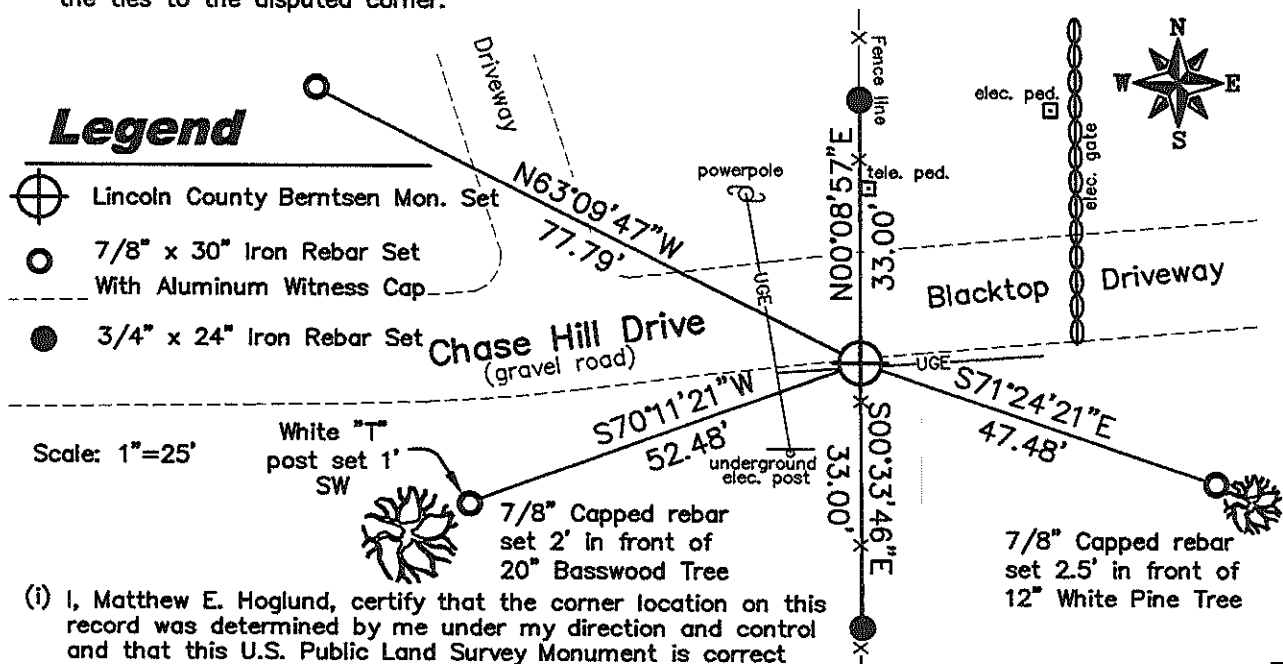 the ties to the disputed corner.
Legend
Lincoln County Berntsen Mon. Set
7/8" x 30" Iron Rebar Set
With Aluminum Witness Cap
3/4" x 24" Iron Rebar Set
Scale: 1"=25'
Driveway
N63°09'47"W
77.79'
Chase Hill Drive
(gravel road)
powerpole
UGE
Fence line
N00°08'57"E
33.00'
tele. ped.
elec. ped.
elec. gate
N
W E
S
Blacktop Driveway
UGE
S70°11'21"W
52.48'
S71°24'21"E
47.48'
S00°33'46"E
33.00'
underground
elec. post
White "T"
post set 1'
SW
7/8" Capped rebar
set 2' in front of
20" Basswood Tree
7/8" Capped rebar
set 2.5' in front of
12" White Pine Tree
(i) I, Matthew E. Hoglund, certify that the corner location on this
record was determined by me under my direction and control
and that this U.S. Public Land Survey Monument is correct